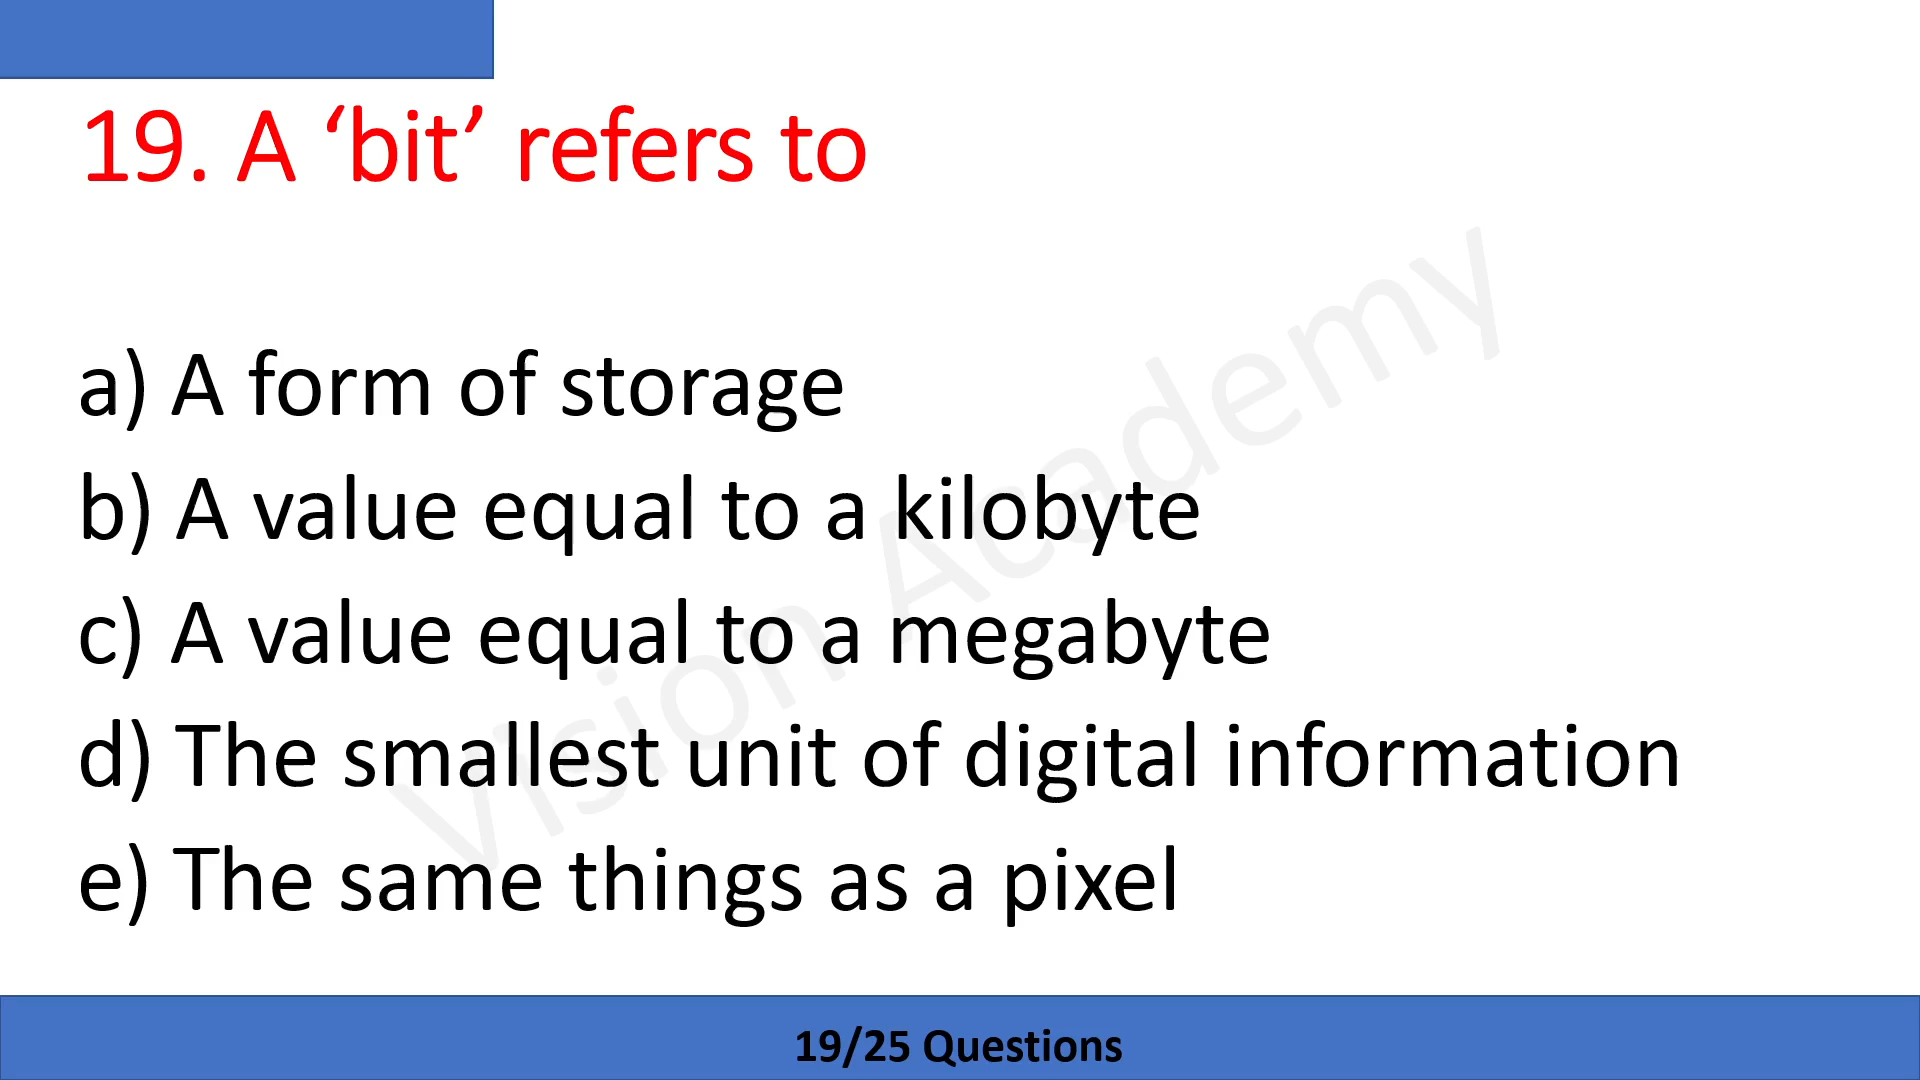 19. A ‘bit’ refers to
a) A form of storage
b) A value equal to a kilobyte
c) A value equal to a megabyte
d) The smallest unit of digital information
e) The same things as a pixel
Vision Academy
19/25 Questions